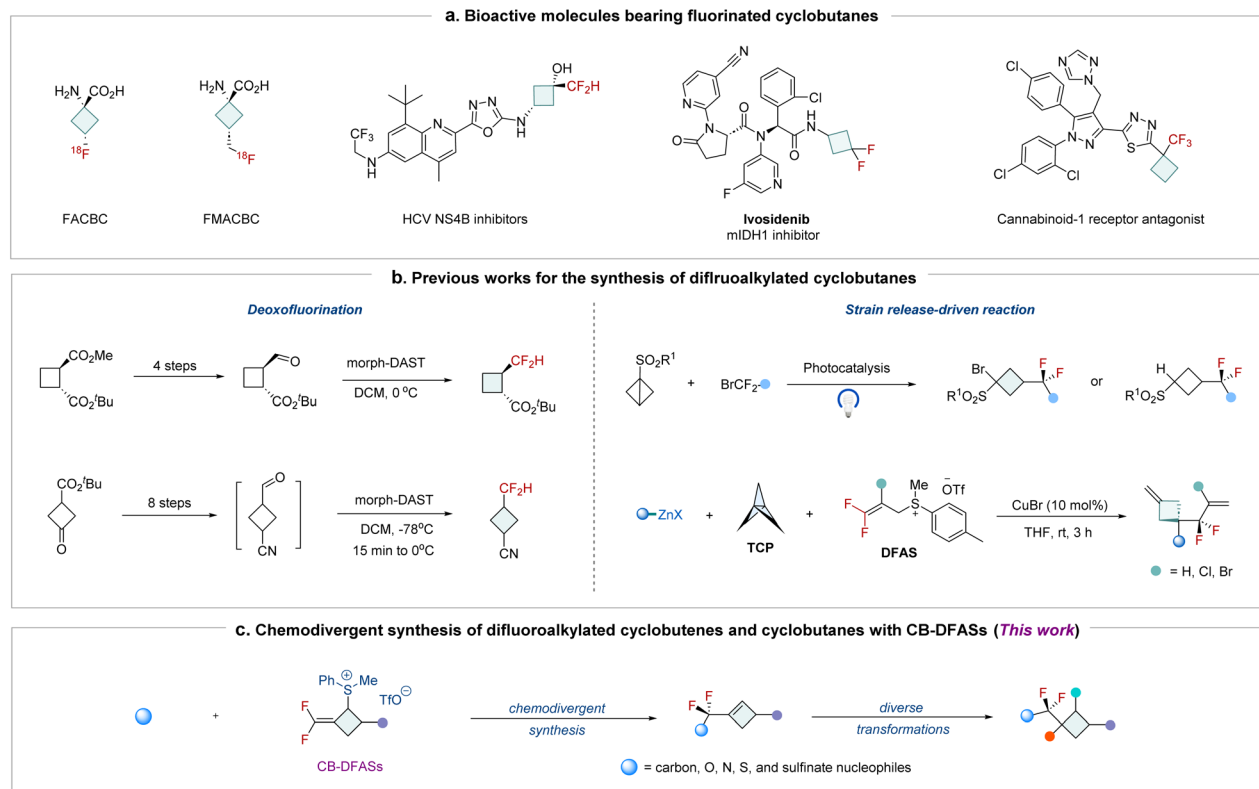 a. Bioactive molecules bearing fluorinated cyclobutanes
H₂N CO₂H
¹⁸F
FACBC
H₂N CO₂H
¹⁸F
FMACBC
CF₃
N
H
N
N N
O
N
H
OH
CF₂H
HCV NS4B inhibitors
N
N
O
N
O
N
F
N
Cl
H
N
O
F
F
Ivosidenib
mIDH1 inhibitor
Cl
N
N
N
N
N
Cl
Cl
N N
S
CF₃
Cannabinoid-1 receptor antagonist
b. Previous works for the synthesis of diflruoalkylated cyclobutanes
Deoxofluorination
CO₂Me
CO₂ᵗBu
4 steps
O
CO₂ᵗBu
morph-DAST
DCM, 0 °C
CF₂H
CO₂ᵗBu
CO₂ᵗBu
O
8 steps
O
CN
morph-DAST
DCM, -78°C
15 min to 0°C
CF₂H
CN
Strain release-driven reaction
SO₂R¹
+
BrCF₂
Photocatalysis
Br
R¹O₂S
F
F
or
H
R¹O₂S
F
F
ZnX
+
TCP
+
F
F
Me
S
+
⁻OTf
DFAS
CuBr (10 mol%)
THF, rt, 3 h
F
F
= H, Cl, Br
c. Chemodivergent synthesis of difluoroalkylated cyclobutenes and cyclobutanes with CB-DFASs (This work)
+
Ph S⊕ Me
TfO⊖
F
F
CB-DFASs
chemodivergent
synthesis
F
F
diverse
transformations
F F
= carbon, O, N, S, and sulfinate nucleophiles